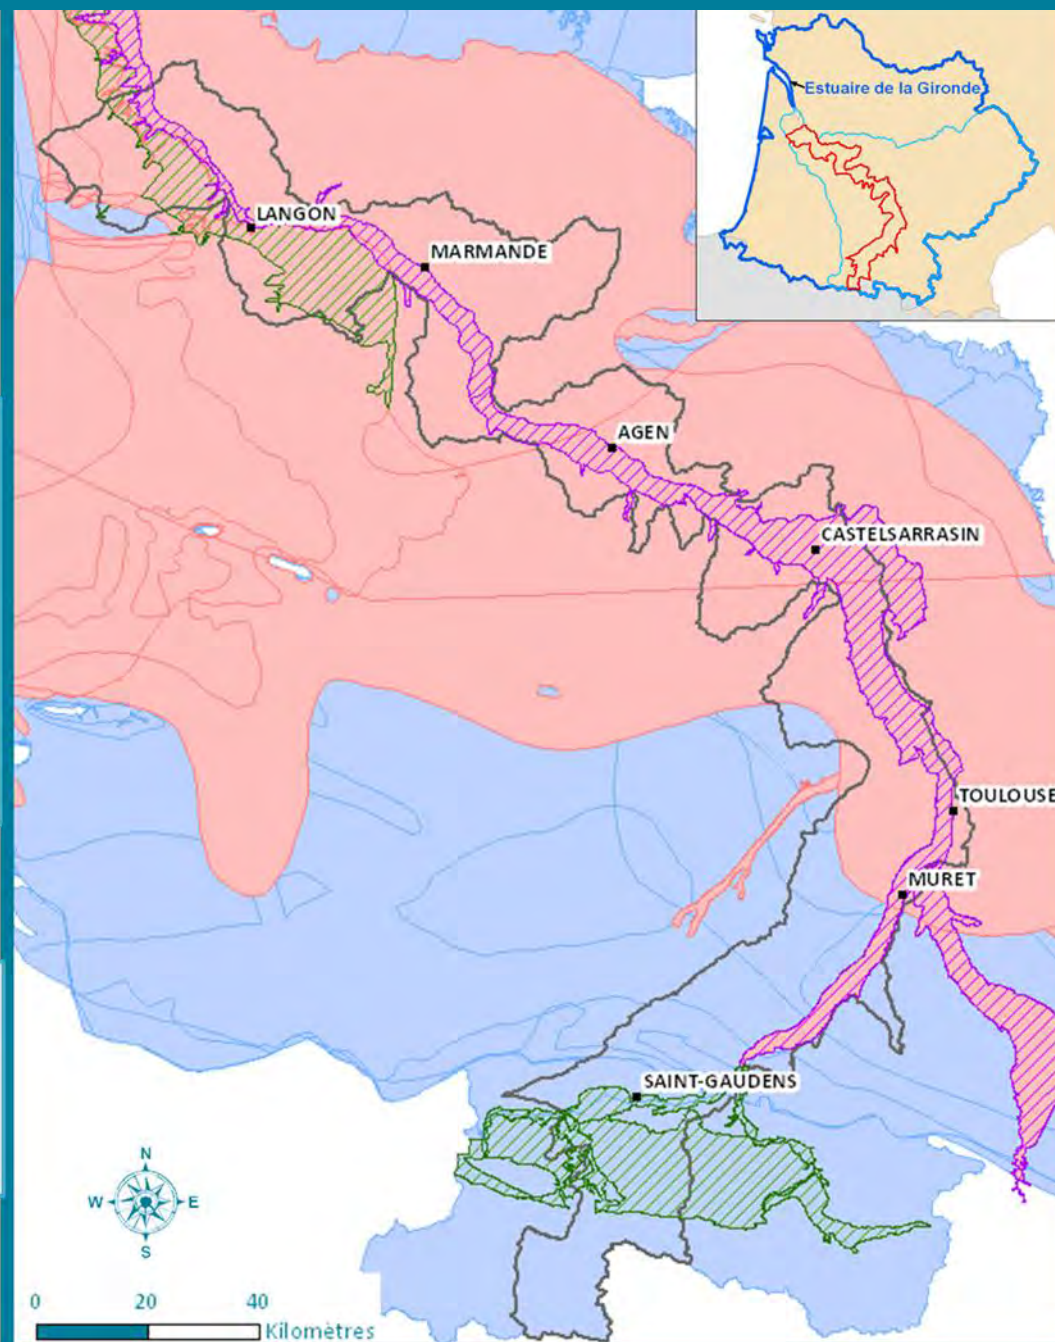 Estuaire de la Gironde
LANGON
MARMANDE
AGEN
CASTELSARRASIN
TOULOUSE
MURET
SAINT-GAUDENS
N
W E
S
0 20 40
Kilomètres